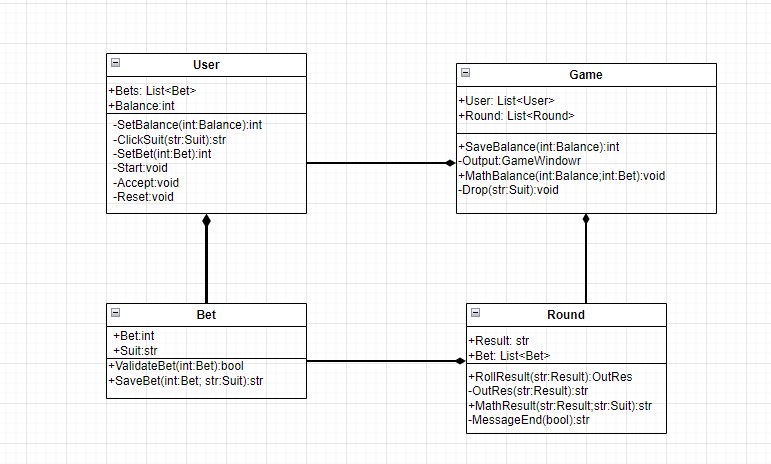 User
+Bets: List<Bet>
+Balance:int
-SetBalance(int:Balance):int
-ClickSuit(str:Suit):str
-SetBet(int:Bet):int
-Start:void
-Accept:void
-Reset:void
Game
+User: List<User>
+Round: List<Round>
+SaveBalance(int:Balance):int
-Output:GameWindowr
+MathBalance(int:Balance;int:Bet):void
-Drop(str:Suit):void
Bet
+Bet:int
+Suit:str
+ValidateBet(int:Bet):bool
+SaveBet(int:Bet; str:Suit):str
Round
+Result: str
+Bet: List<Bet>
+RollResult(str:Result):OutRes
-OutRes(str:Result):str
+MathResult(str:Result;str:Suit):str
-MessageEnd(bool):str